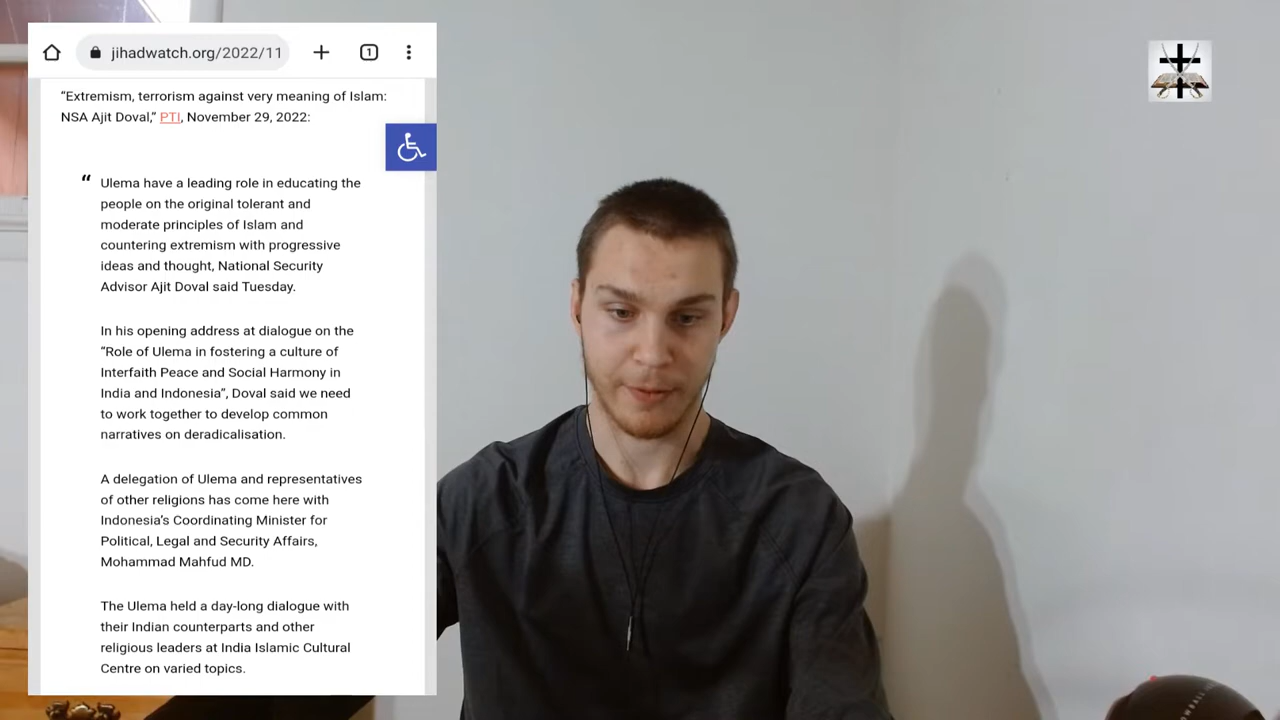 jihadwatch.org/2022/11
1
“Extremism, terrorism against very meaning of Islam:
NSA Ajit Doval,” PTI, November 29, 2022:
“
Ulema have a leading role in educating the
people on the original tolerant and
moderate principles of Islam and
countering extremism with progressive
ideas and thought, National Security
Advisor Ajit Doval said Tuesday.
In his opening address at dialogue on the
“Role of Ulema in fostering a culture of
Interfaith Peace and Social Harmony in
India and Indonesia”, Doval said we need
to work together to develop common
narratives on deradicalisation.
A delegation of Ulema and representatives
of other religions has come here with
Indonesia’s Coordinating Minister for
Political, Legal and Security Affairs,
Mohammad Mahfud MD.
The Ulema held a day-long dialogue with
their Indian counterparts and other
religious leaders at India Islamic Cultural
Centre on varied topics.